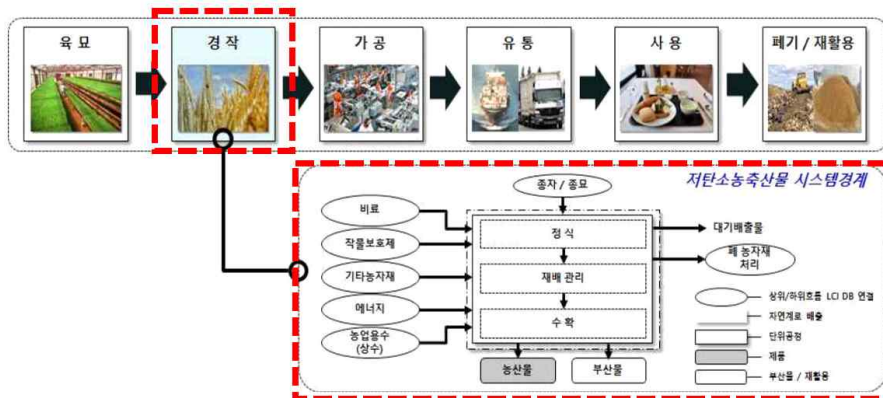 육 묘
경 작
가 공
유 통
사 용
폐기 / 재활용
저탄소농축산물 시스템경계
종자 / 종묘
비료
작물보호제
기타농자재
에너지
농업용수
(상수)
정 식
재배 관리
수 확
농산물
부산물
대기배출물
폐 농자재
처리
상위/하위흐름 LCI DB 연결
자연계로 배출
단위공정
제품
부산물 / 재활용